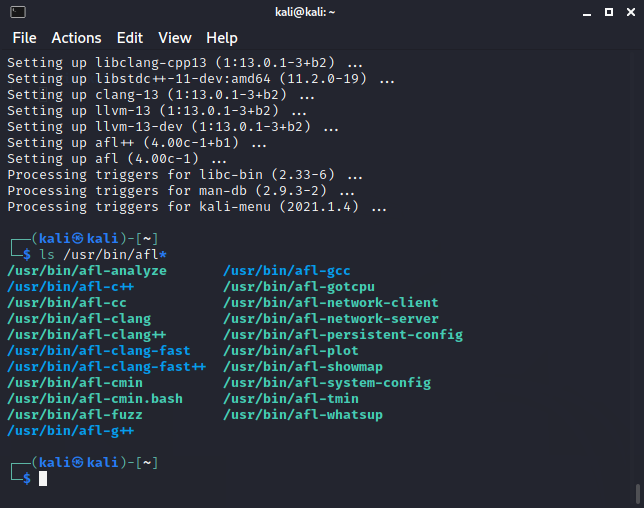 kali@kali: ~
File Actions Edit View Help
Setting up libclang-cpp13 (1:13.0.1-3+b2) ...
Setting up libstdc++-11-dev:amd64 (11.2.0-19) ...
Setting up clang-13 (1:13.0.1-3+b2) ...
Setting up llvm-13 (1:13.0.1-3+b2) ...
Setting up llvm-13-dev (1:13.0.1-3+b2) ...
Setting up afl++ (4.00c-1+b1) ...
Setting up afl (4.00c-1) ...
Processing triggers for libc-bin (2.33-6) ...
Processing triggers for man-db (2.9.3-2) ...
Processing triggers for kali-menu (2021.1.4) ...
┌──(kali㉿kali)-[~]
└─$ ls /usr/bin/afl*
/usr/bin/afl-analyze /usr/bin/afl-gcc
/usr/bin/afl-c++ /usr/bin/afl-gotcpu
/usr/bin/afl-cc /usr/bin/afl-network-client
/usr/bin/afl-clang /usr/bin/afl-network-server
/usr/bin/afl-clang++ /usr/bin/afl-persistent-config
/usr/bin/afl-clang-fast /usr/bin/afl-plot
/usr/bin/afl-clang-fast++ /usr/bin/afl-showmap
/usr/bin/afl-cmin /usr/bin/afl-system-config
/usr/bin/afl-cmin.bash /usr/bin/afl-tmin
/usr/bin/afl-fuzz /usr/bin/afl-whatsup
/usr/bin/afl-g++
┌──(kali㉿kali)-[~]
└─$